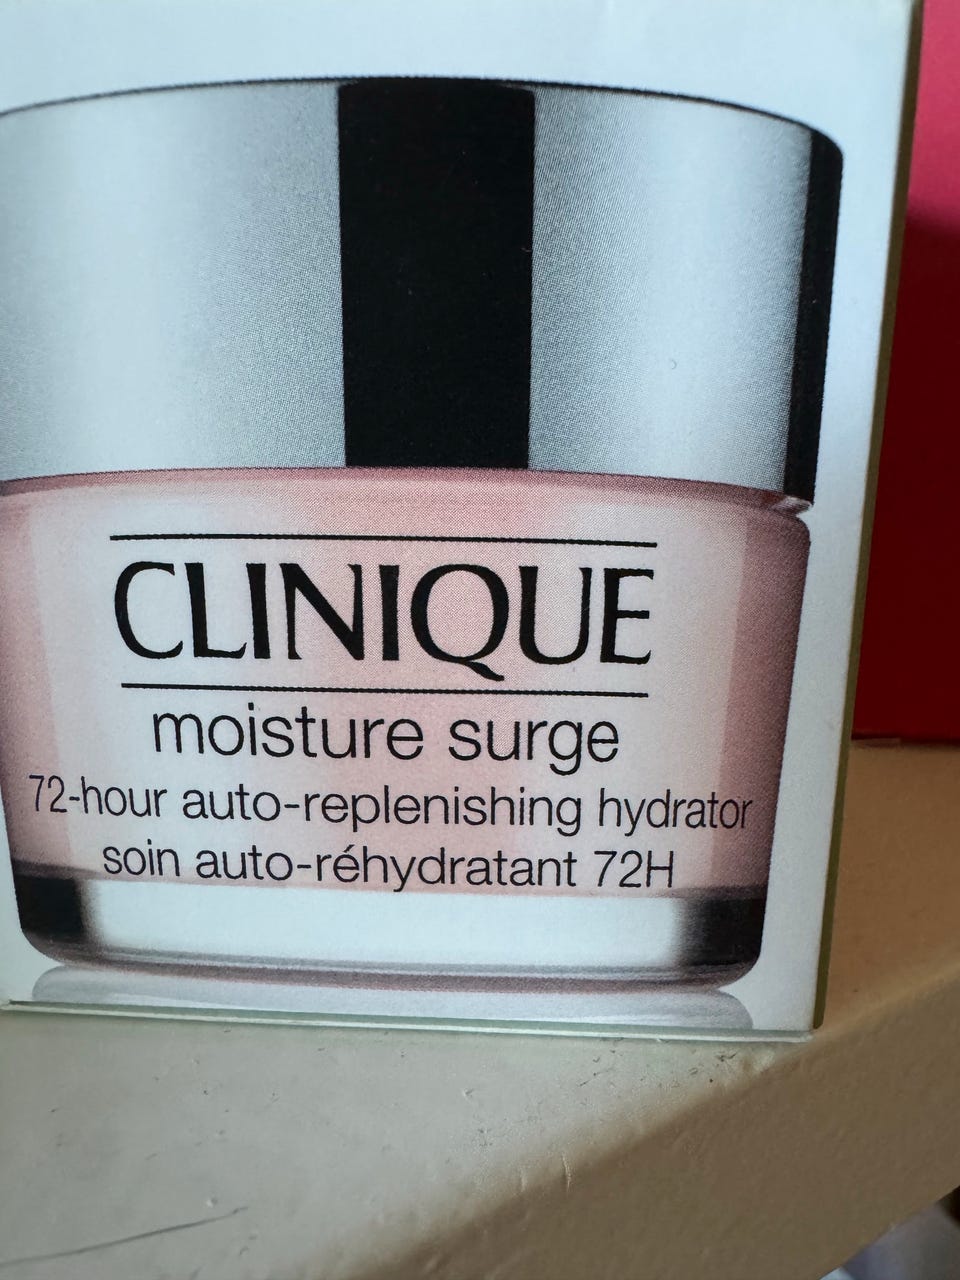 CLINIQUE
moisture surge
72-hour auto-replenishing hydrator
soin auto-réhydratant 72H